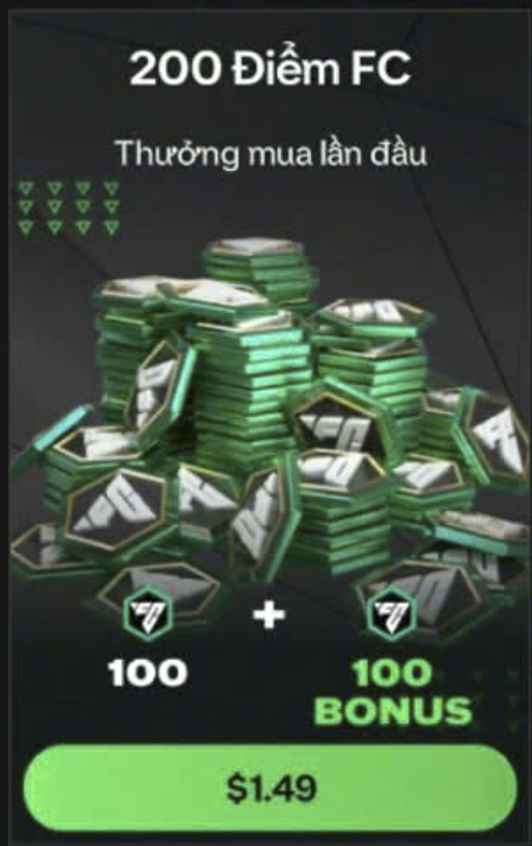 200 Điểm FC
Thưởng mua lần đầu
100 + 100
BONUS
$1.49